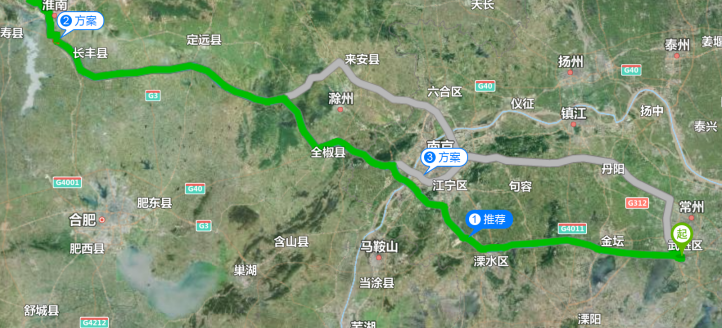 淮南
天长
2 方案
寿县
定远县
姜堰
长丰县
泰州
来安县
扬州
G40
六合区
G40
G3
滁州
仪征
扬中
镇江
泰兴
全椒县
南京
3 方案
丹阳
G4001
G40
江宁区
句容
肥东县
G312
常州
合肥
G3
1 推荐
G4011
起
肥西县
含山县
马鞍山
金坛
武进区
溧水区
巢湖
当涂县
舒城县
G4212
芜湖
溧阳